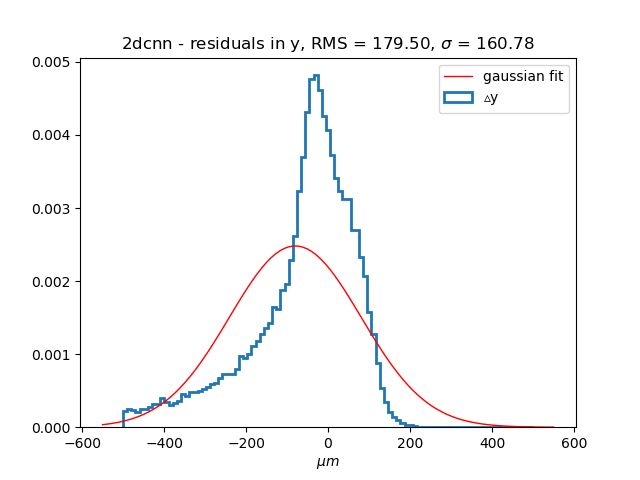 2dcnn - residuals in y, RMS = 179.50, σ = 160.78
gaussian fit
▵y
0.005
0.004
0.003
0.002
0.001
0.000
−600 −400 −200 0 200 400 600
μm